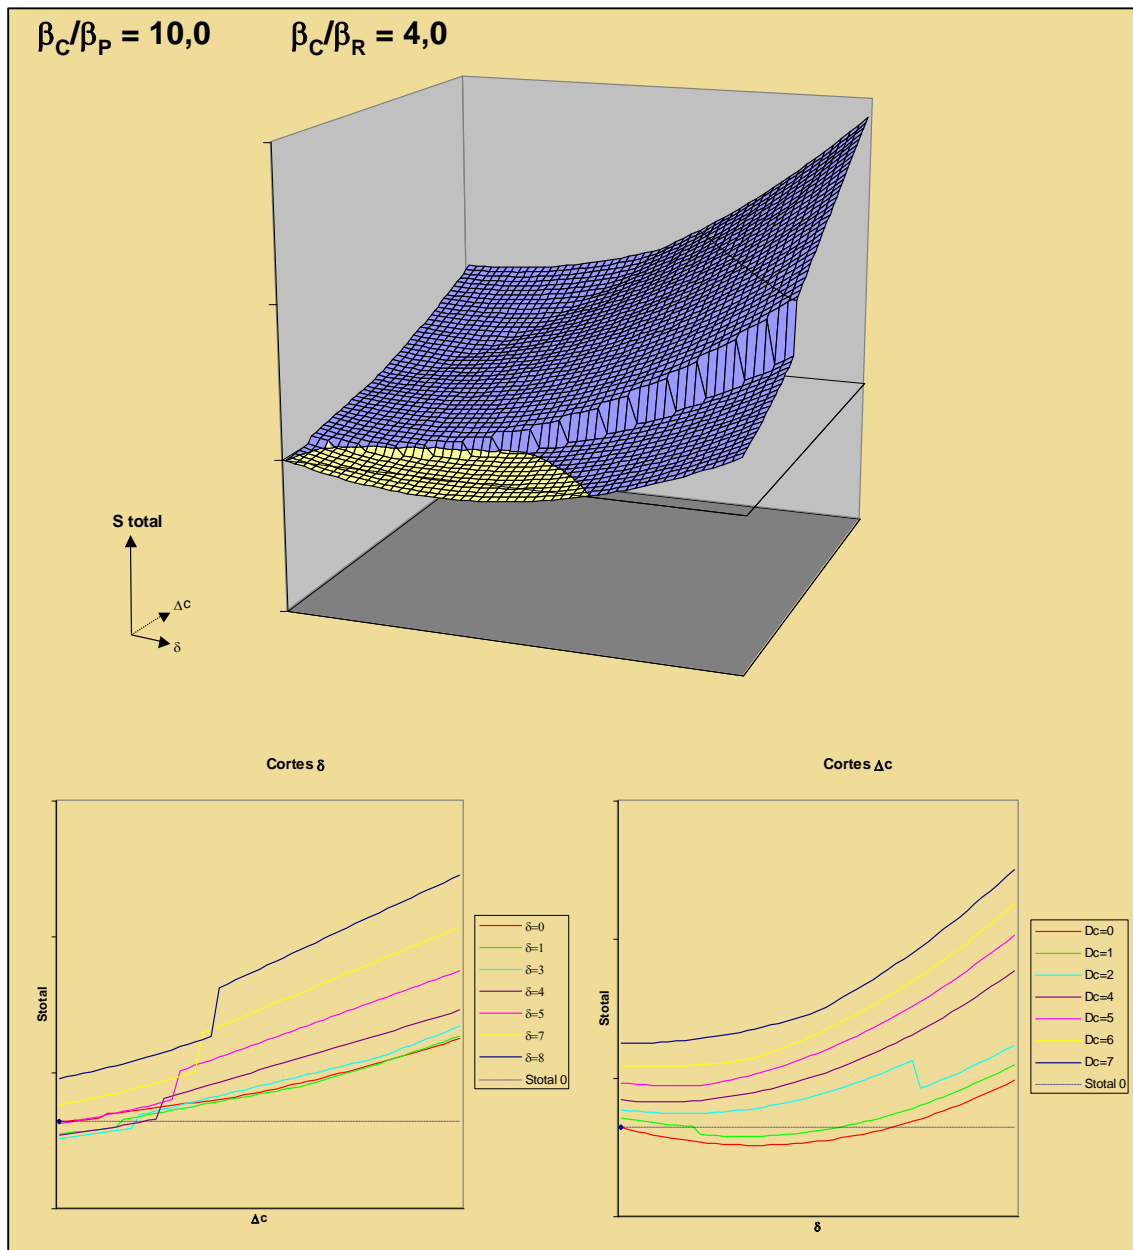 βC/βP = 10,0 βC/βR = 4,0
S total
Δc
δ
Cortes δ
Cortes Δc
Stotal
δ=0
δ=1
δ=3
δ=4
δ=5
δ=7
δ=8
Stotal 0
Δc
Stotal
Dc=0
Dc=1
Dc=2
Dc=4
Dc=5
Dc=6
Dc=7
Stotal 0
δ